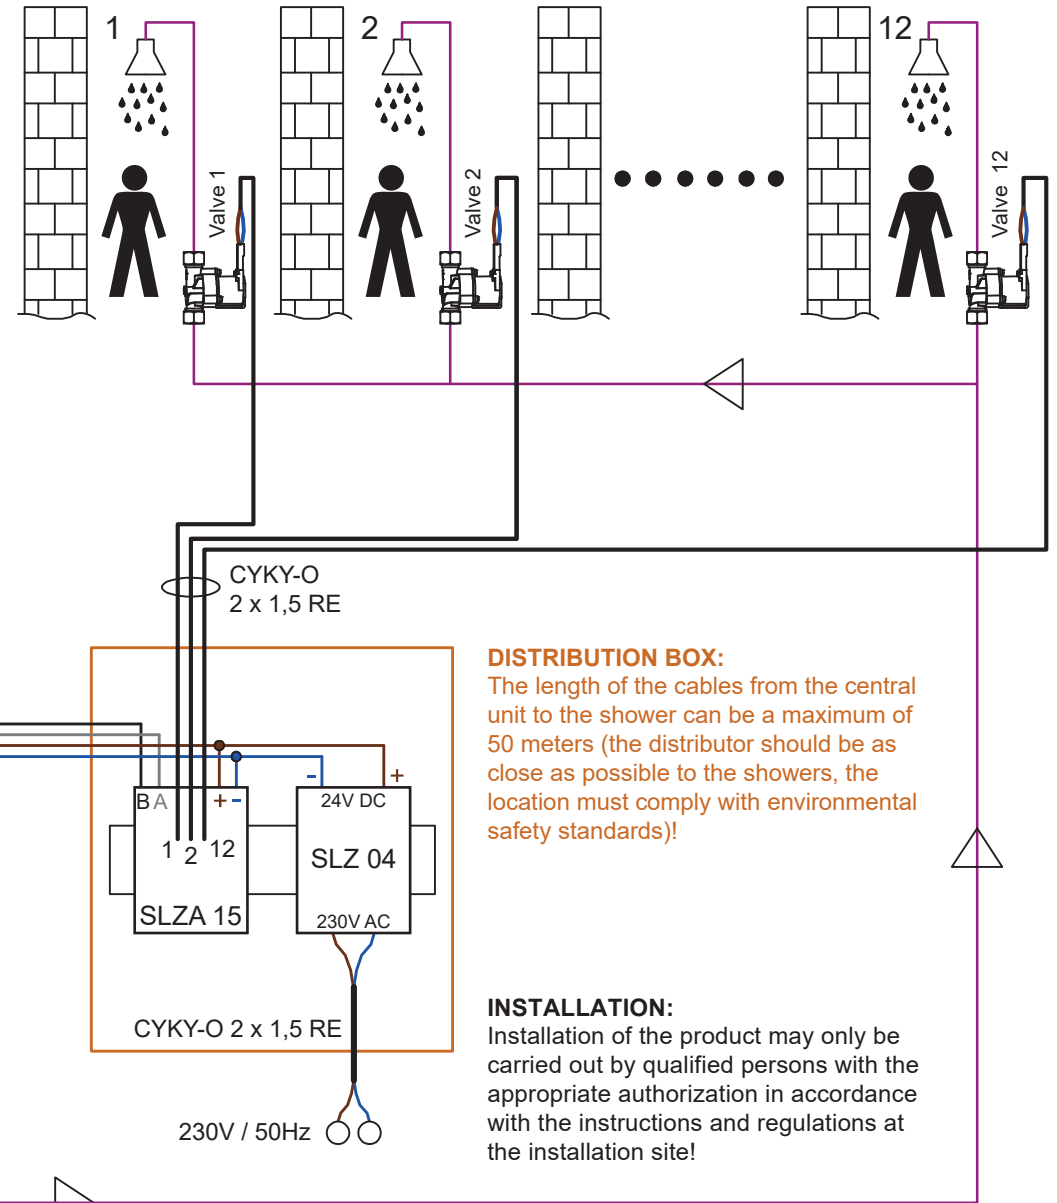 1
2
12
Valve 1
Valve 2
Valve 12
CYKY-O
2 x 1,5 RE
DISTRIBUTION BOX:
The length of the cables from the central
unit to the shower can be a maximum of
50 meters (the distributor should be as
close as possible to the showers, the
location must comply with environmental
safety standards)!
B A + -
- +
24V DC
1 2 12
SLZ 04
SLZA 15
230V AC
CYKY-O 2 x 1,5 RE
230V / 50Hz
INSTALLATION:
Installation of the product may only be
carried out by qualified persons with the
appropriate authorization in accordance
with the instructions and regulations at
the installation site!